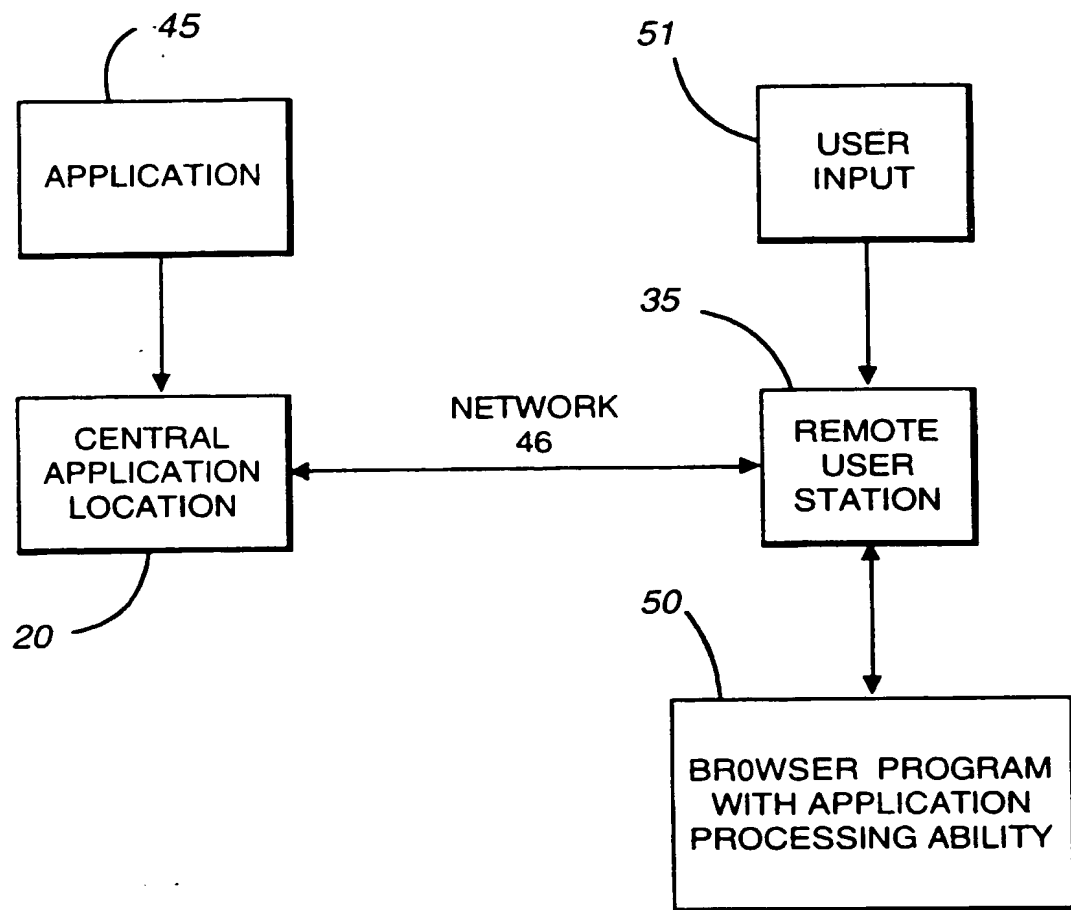 45
APPLICATION
51
USER
INPUT
35
NETWORK
46
CENTRAL
APPLICATION
LOCATION
REMOTE
USER
STATION
20
50
BR0WSER PROGRAM
WITH APPLICATION
PROCESSING ABILITY